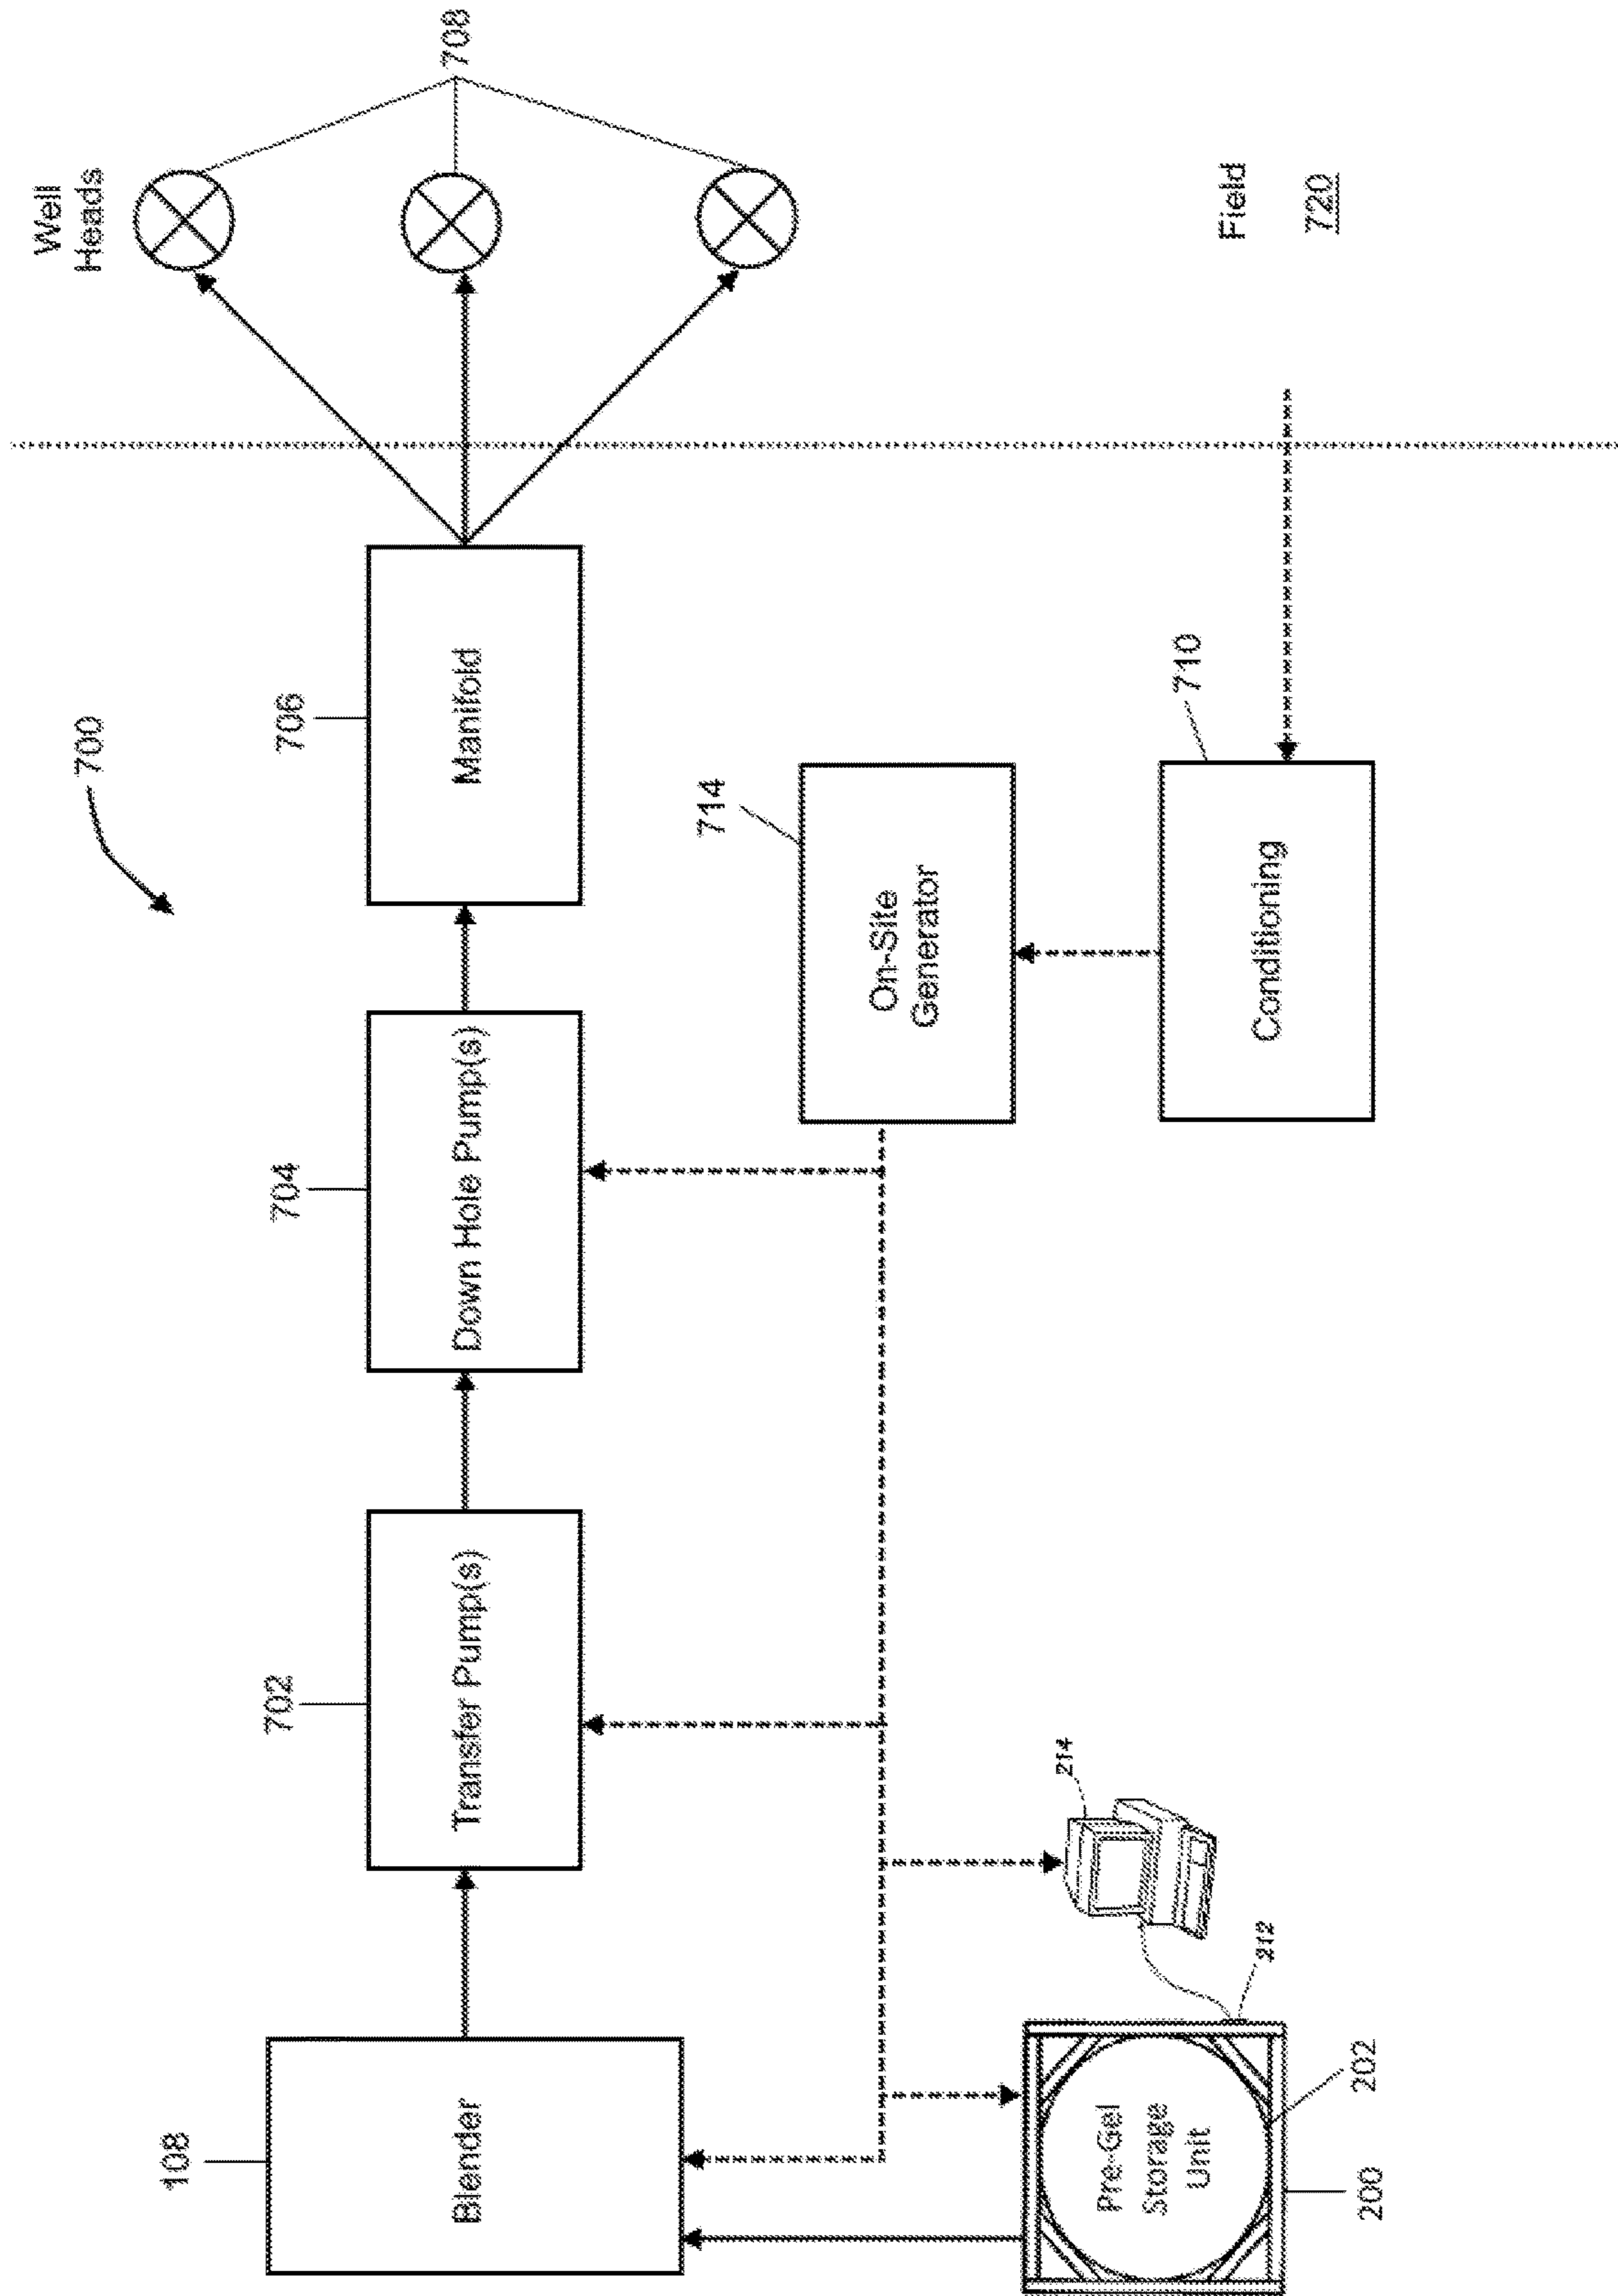 700
Well
Heads
708
108
Blender
702
Transfer Pump(s)
704
Down Hole Pump(s)
706
Manifold
714
On-Site
Generator
710
Conditioning
Field
720
214
212
Pre-Gel
Storage
Unit
202
200